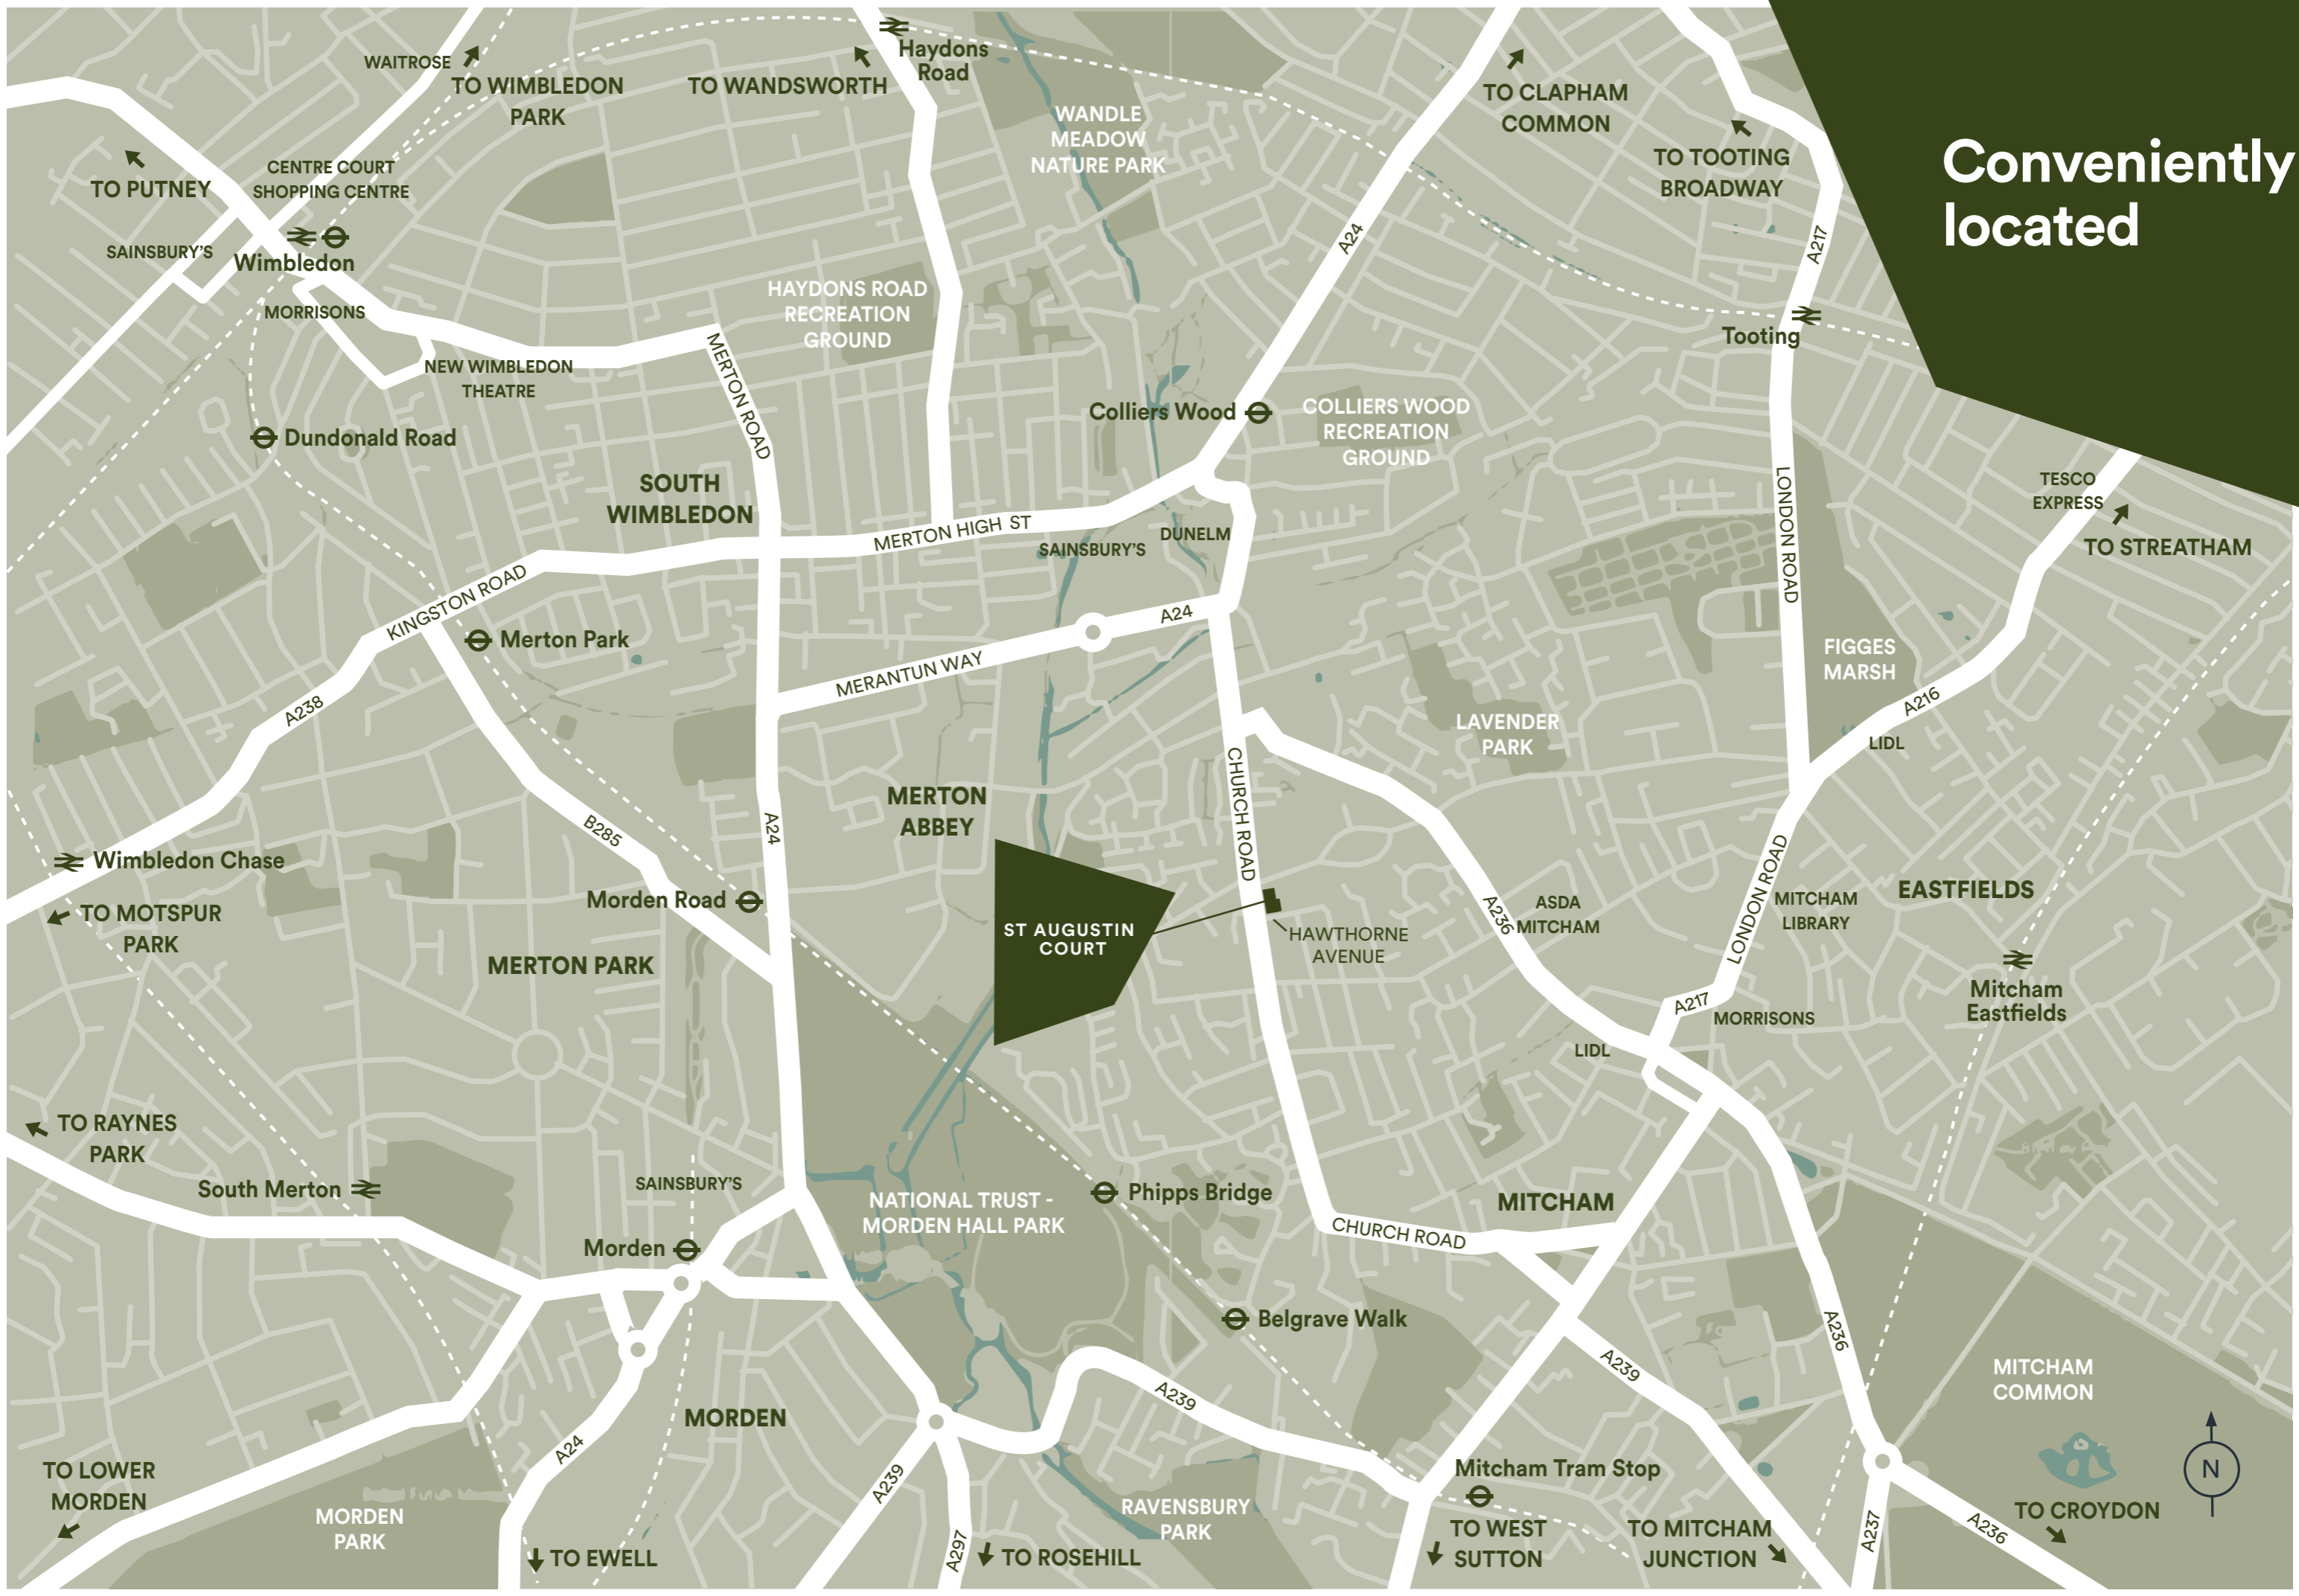 Conveniently
located
WAITROSE
TO WIMBLEDON
PARK
TO WANDSWORTH
Haydons
Road
WANDLE
MEADOW
NATURE PARK
TO CLAPHAM
COMMON
TO TOOTING
BROADWAY
TO PUTNEY
CENTRE COURT
SHOPPING CENTRE
SAINSBURY'S
Wimbledon
MORRISONS
NEW WIMBLEDON
THEATRE
MERTON ROAD
HAYDONS ROAD
RECREATION
GROUND
A24
A217
Tooting
Dundonald Road
Colliers Wood
COLLIERS WOOD
RECREATION
GROUND
SOUTH
WIMBLEDON
MERTON HIGH ST
SAINSBURY'S
DUNELM
LONDON ROAD
TESCO
EXPRESS
TO STREATHAM
KINGSTON ROAD
Merton Park
A24
MERANTUN WAY
FIGGES
MARSH
A238
A216
LIDL
LAVENDER
PARK
CHURCH ROAD
MERTON
ABBEY
B285
A24
Wimbledon Chase
TO MOTSPUR
PARK
Morden Road
MERTON PARK
ST AUGUSTIN
COURT
HAWTHORNE
AVENUE
A236
ASDA
MITCHAM
LONDON ROAD
MITCHAM
LIBRARY
EASTFIELDS
Mitcham
Eastfields
A217
MORRISONS
LIDL
TO RAYNES
PARK
South Merton
SAINSBURY'S
Morden
NATIONAL TRUST -
MORDEN HALL PARK
Phipps Bridge
CHURCH ROAD
MITCHAM
Belgrave Walk
A239
A239
A236
MITCHAM
COMMON
MORDEN
A24
TO LOWER
MORDEN
MORDEN
PARK
TO EWELL
A239
A297
TO ROSEHILL
RAVENSBURY
PARK
Mitcham Tram Stop
TO WEST
SUTTON
TO MITCHAM
JUNCTION
A237
A236
TO CROYDON
N